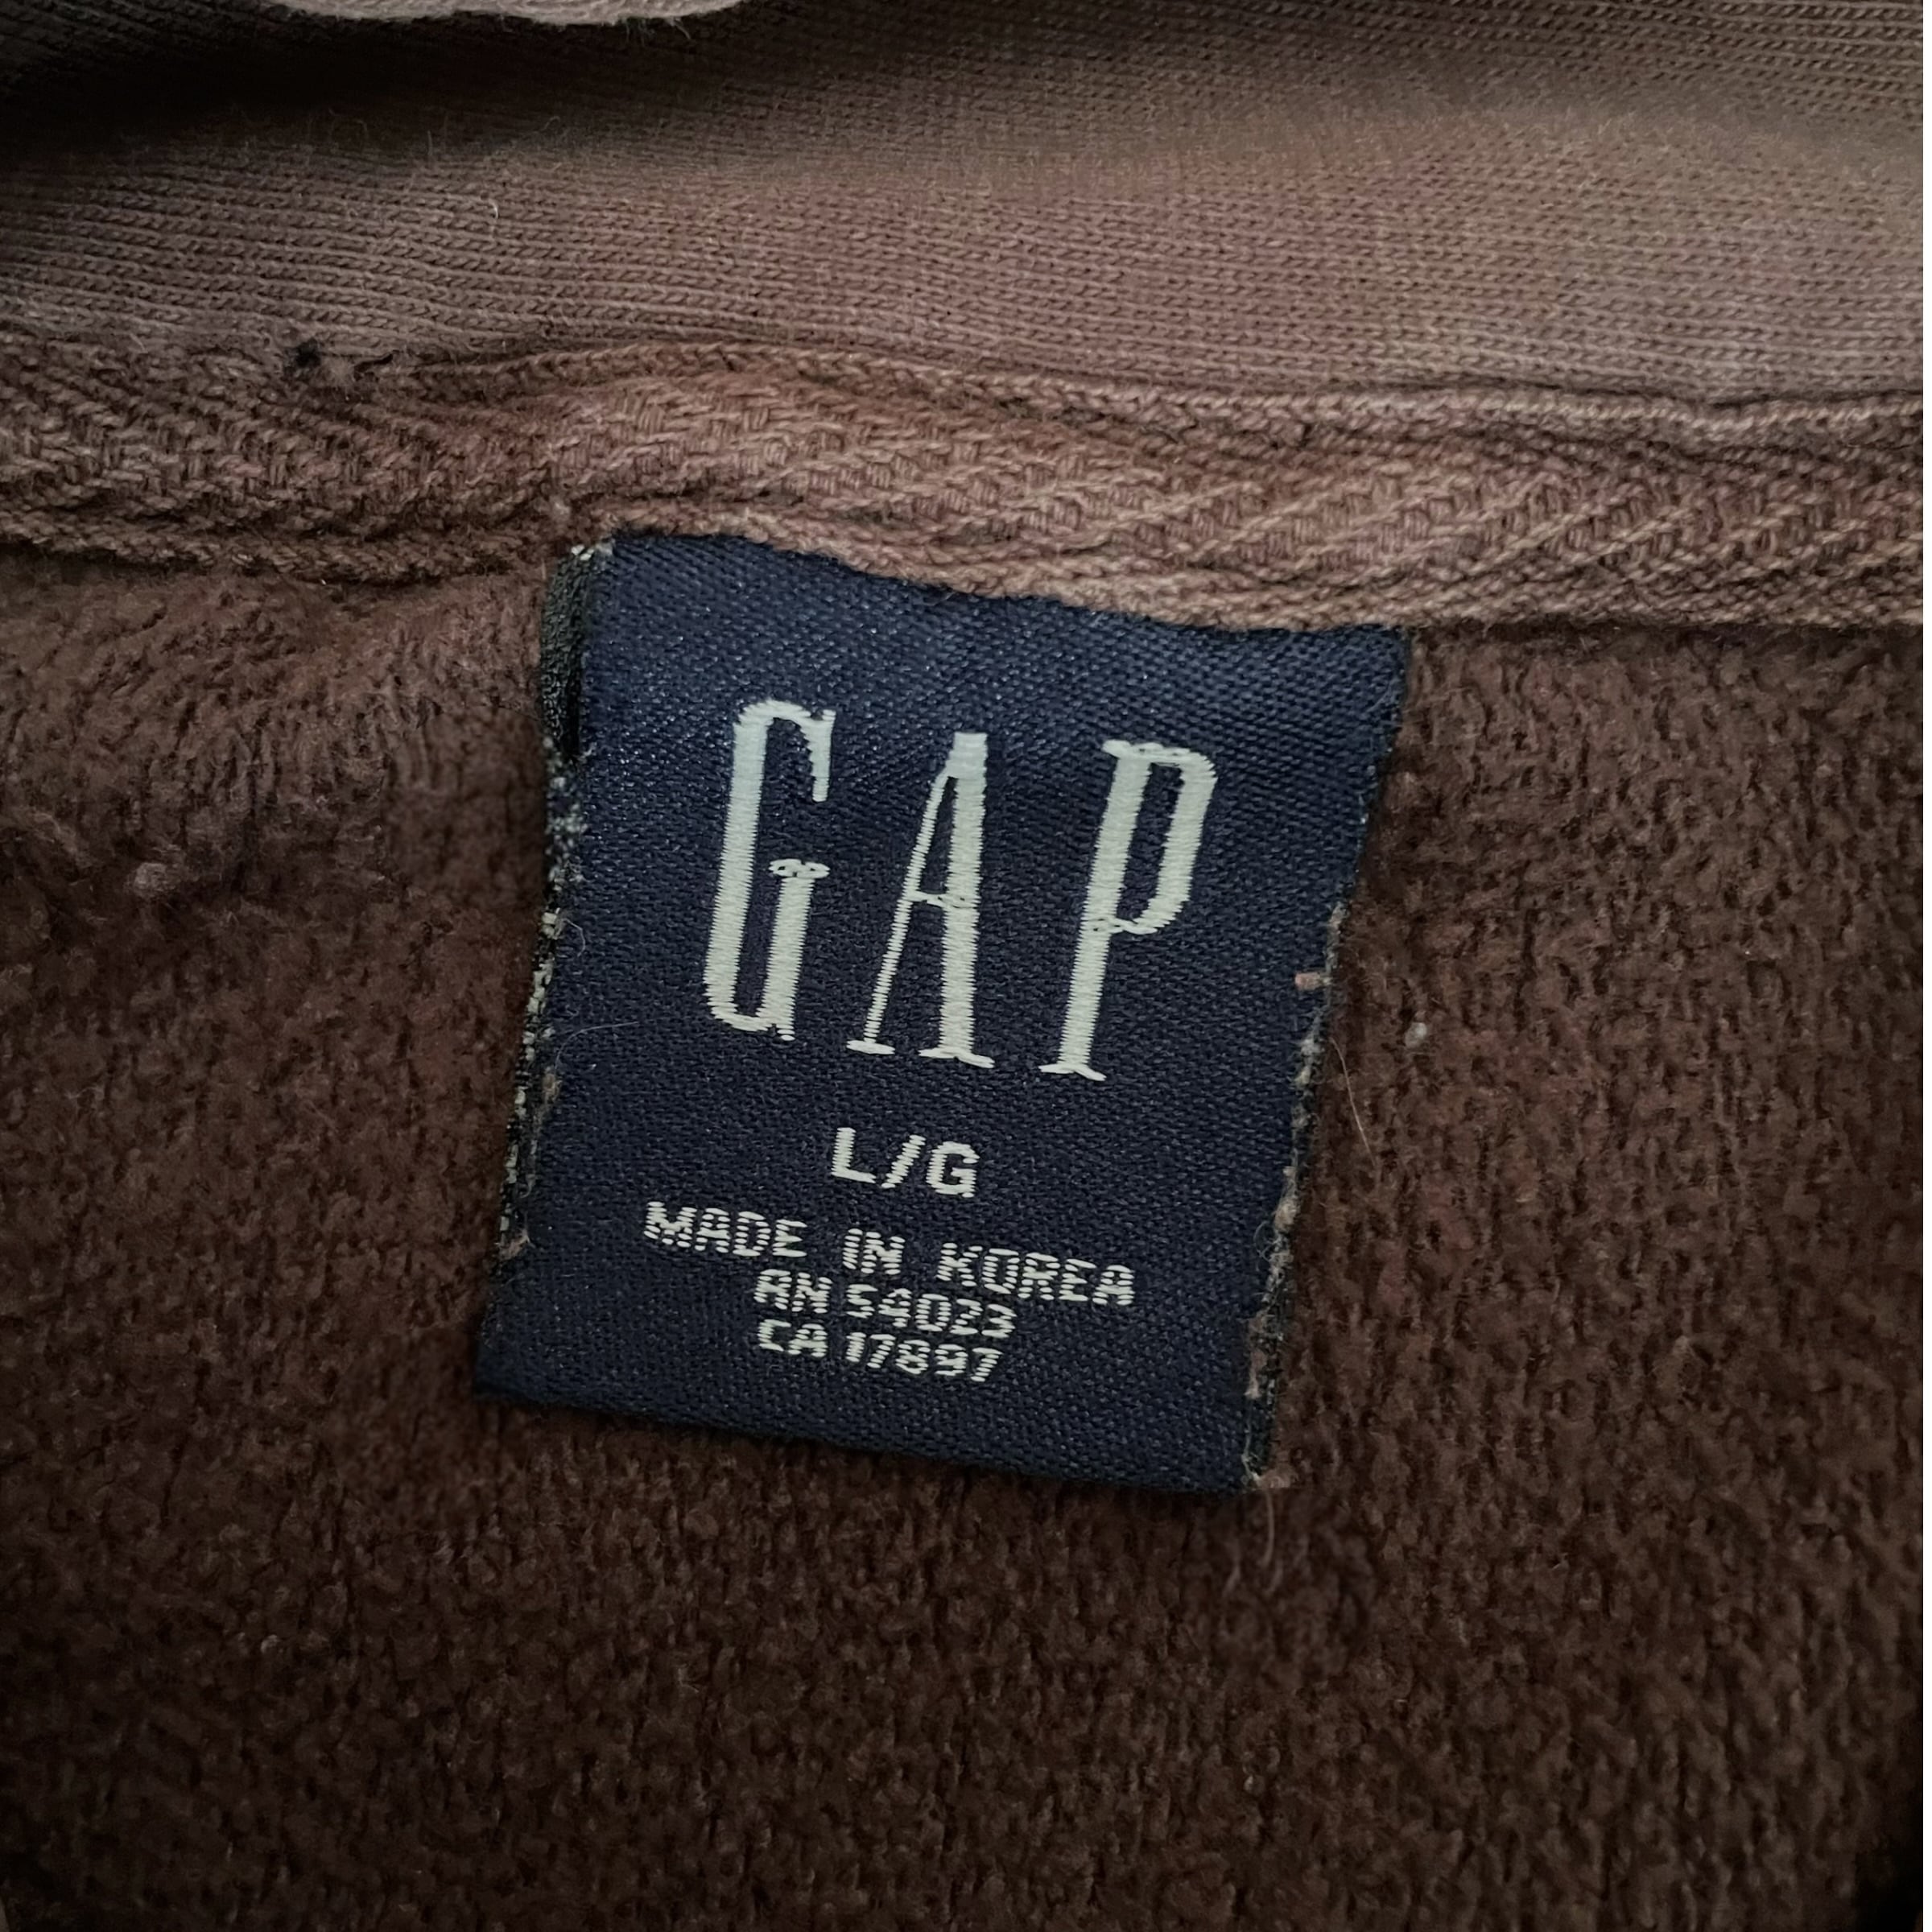 GAP
L/G
MADE IN KOREA
RN 54023
CA 17897